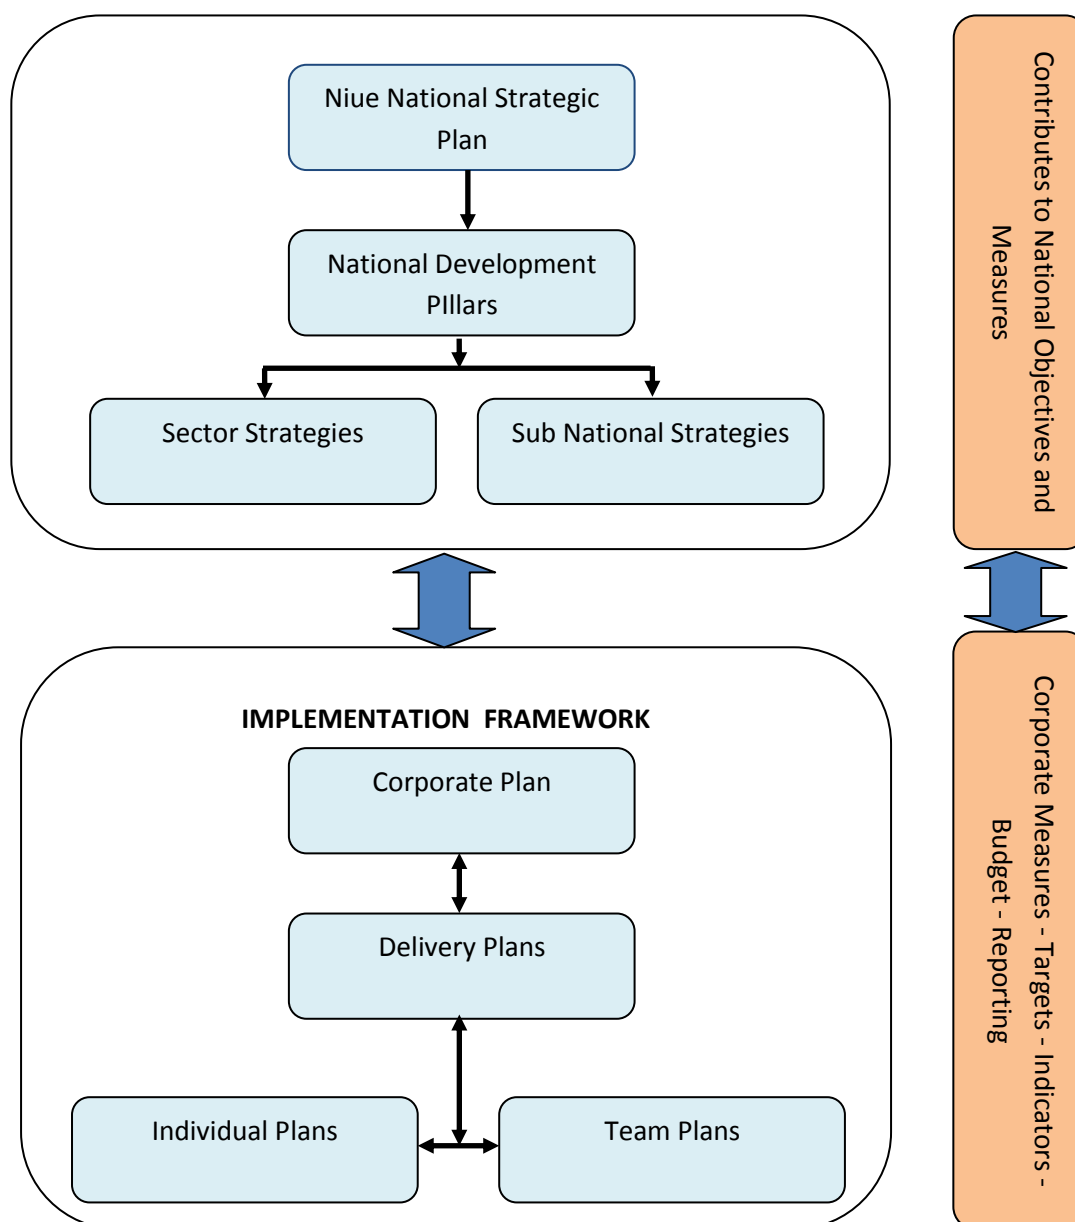 Niue National Strategic
Plan
National Development
PIllars
Sector Strategies
Sub National Strategies
Contributes to National Objectives and
Measures
IMPLEMENTATION FRAMEWORK
Corporate Plan
Delivery Plans
Individual Plans
Team Plans
Corporate Measures - Targets - Indicators -
Budget - Reporting